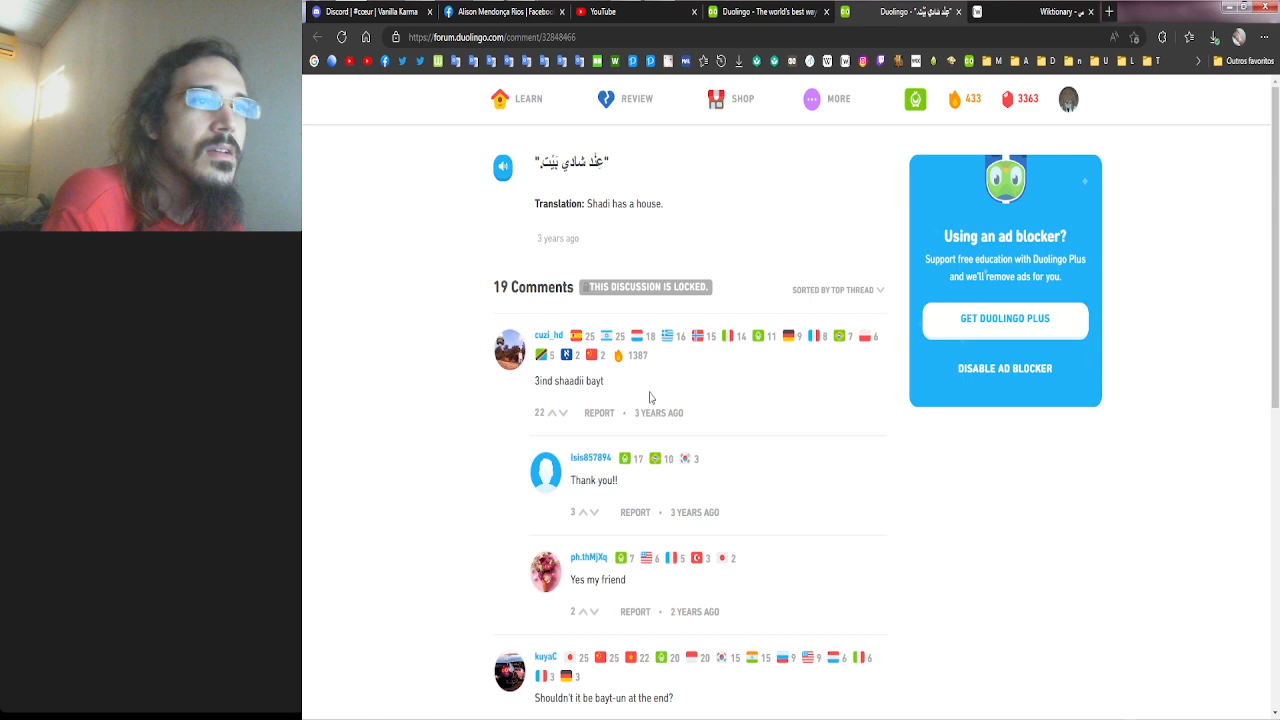 Discord | #cœur | Vanilla Karma
Alison Mendonça Rios | Faceboo
YouTube
Duolingo - The world's best way
Duolingo - "عِنْد شادي بَيْت."
Wiktionary -
https://forum.duolingo.com/comment/32848466
Outros favoritos
LEARN
REVIEW
SHOP
MORE
433
3363
"عِنْد شادي بَيْت."
Translation: Shadi has a house.
3 years ago
19 Comments
THIS DISCUSSION IS LOCKED.
SORTED BY TOP THREAD
cuzi_hd 25 25 18 16 15 14 11 9 8 7 6
5 2 2 1387
3ind shaadii bayt
22 REPORT • 3 YEARS AGO
Isis857894 17 10 3
Thank you!!
3 REPORT • 3 YEARS AGO
ph.thMjXq 7 6 5 3 2
Yes my friend
2 REPORT • 2 YEARS AGO
kuyaC 25 25 22 20 20 15 15 9 9 6 6
3 3
Shouldn't it be bayt-un at the end?
Using an ad blocker?
Support free education with Duolingo Plus
and we'll remove ads for you.
GET DUOLINGO PLUS
DISABLE AD BLOCKER